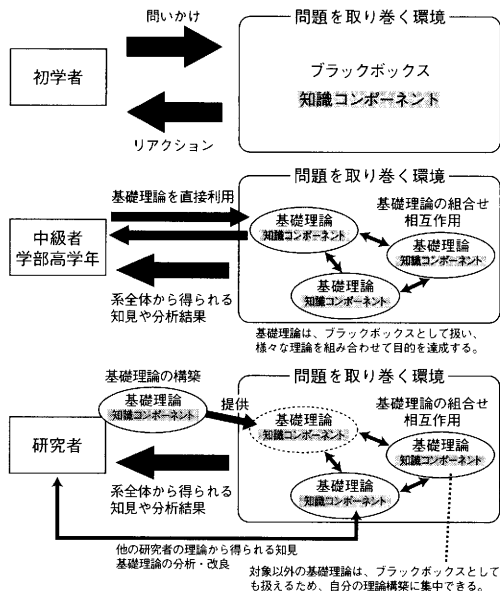 問いかけ
問題を取り巻く環境
初学者
ブラックボックス
知識コンポーネント
リアクション
問題を取り巻く環境
基礎理論を直接利用
中級者
学部高学年
基礎理論
知識コンポーネント
基礎理論の組合せ
相互作用
基礎理論
知識コンポーネント
基礎理論
知識コンポーネント
系全体から得られる
知見や分析結果
基礎理論は、ブラックボックスとして扱い、
様々な理論を組み合わせて目的を達成する。
基礎理論の構築
問題を取り巻く環境
基礎理論
知識コンポーネント
提供
基礎理論
知識コンポーネント
基礎理論の組合せ
相互作用
研究者
基礎理論
知識コンポーネント
基礎理論
知識コンポーネント
系全体から得られる
知見や分析結果
他の研究者の理論から得られる知見
基礎理論の分析・改良
対象以外の基礎理論は、ブラックボックスとして
も扱えるため、自分の理論構築に集中できる。